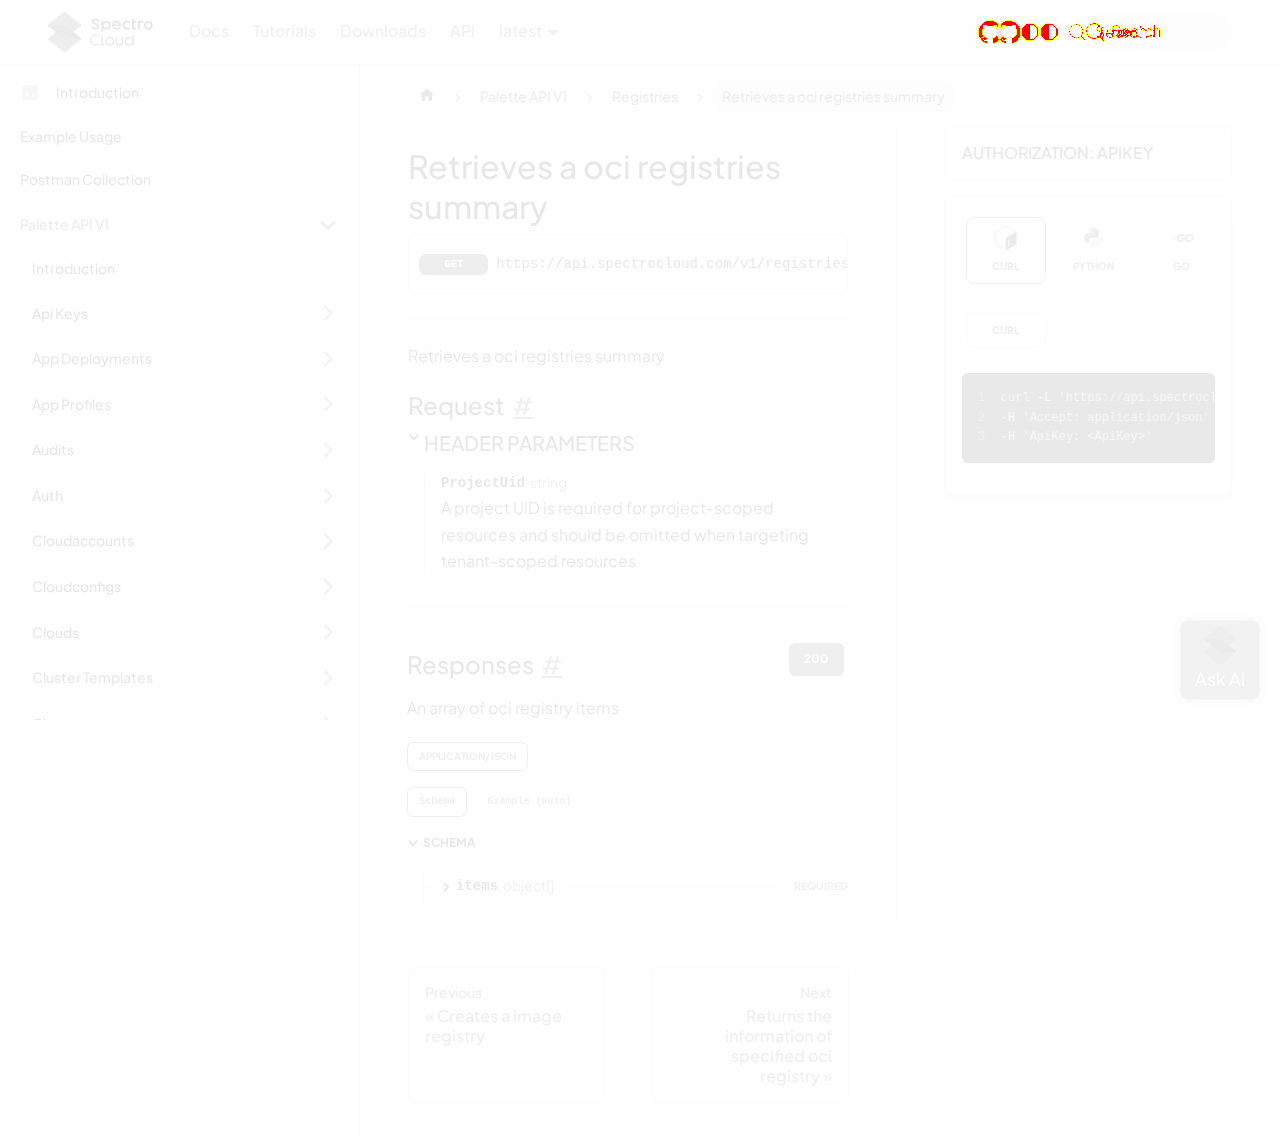 Spectro Cloud
Docs
Tutorials
Downloads
API
latest
Introduction
Example Usage
Postman Collection
Palette API V1
Introduction
Api Keys
App Deployments
App Profiles
Audits
Auth
Cloudaccounts
Cloudconfigs
Clouds
Cluster Templates
Palette API V1
Registries
Retrieves a oci registries summary
Retrieves a oci registries
summary
GET https://api.spectrocloud.com/v1/registries
Retrieves a oci registries summary
Request #
HEADER PARAMETERS
ProjectUid string
A project UID is required for project-scoped
resources and should be omitted when targeting
tenant-scoped resources
Responses #
200
An array of oci registry items
APPLICATION/JSON
Schema
Example (auto)
SCHEMA
items object[]
REQUIRED
Previous
« Creates a image
registry
Next
Returns the
information of
specified oci
registry »
AUTHORIZATION: APIKEY
CURL
PYTHON
GO
GO
CURL
1 curl -L 'https://api.spectrocl
2 -H 'Accept: application/json'
3 -H 'ApiKey: <ApiKey>'
Ask AI